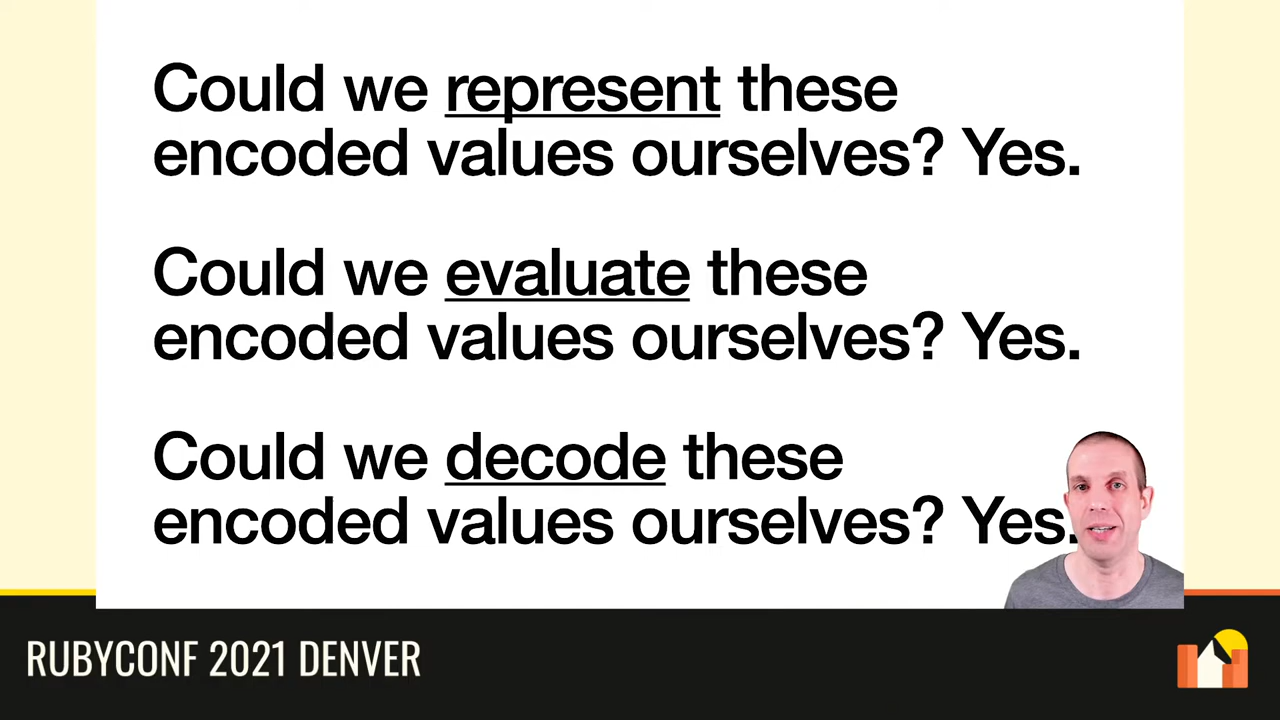 Could we represent these
encoded values ourselves? Yes.
Could we evaluate these
encoded values ourselves? Yes.
Could we decode these
encoded values ourselves? Yes.
RUBYCONF 2021 DENVER